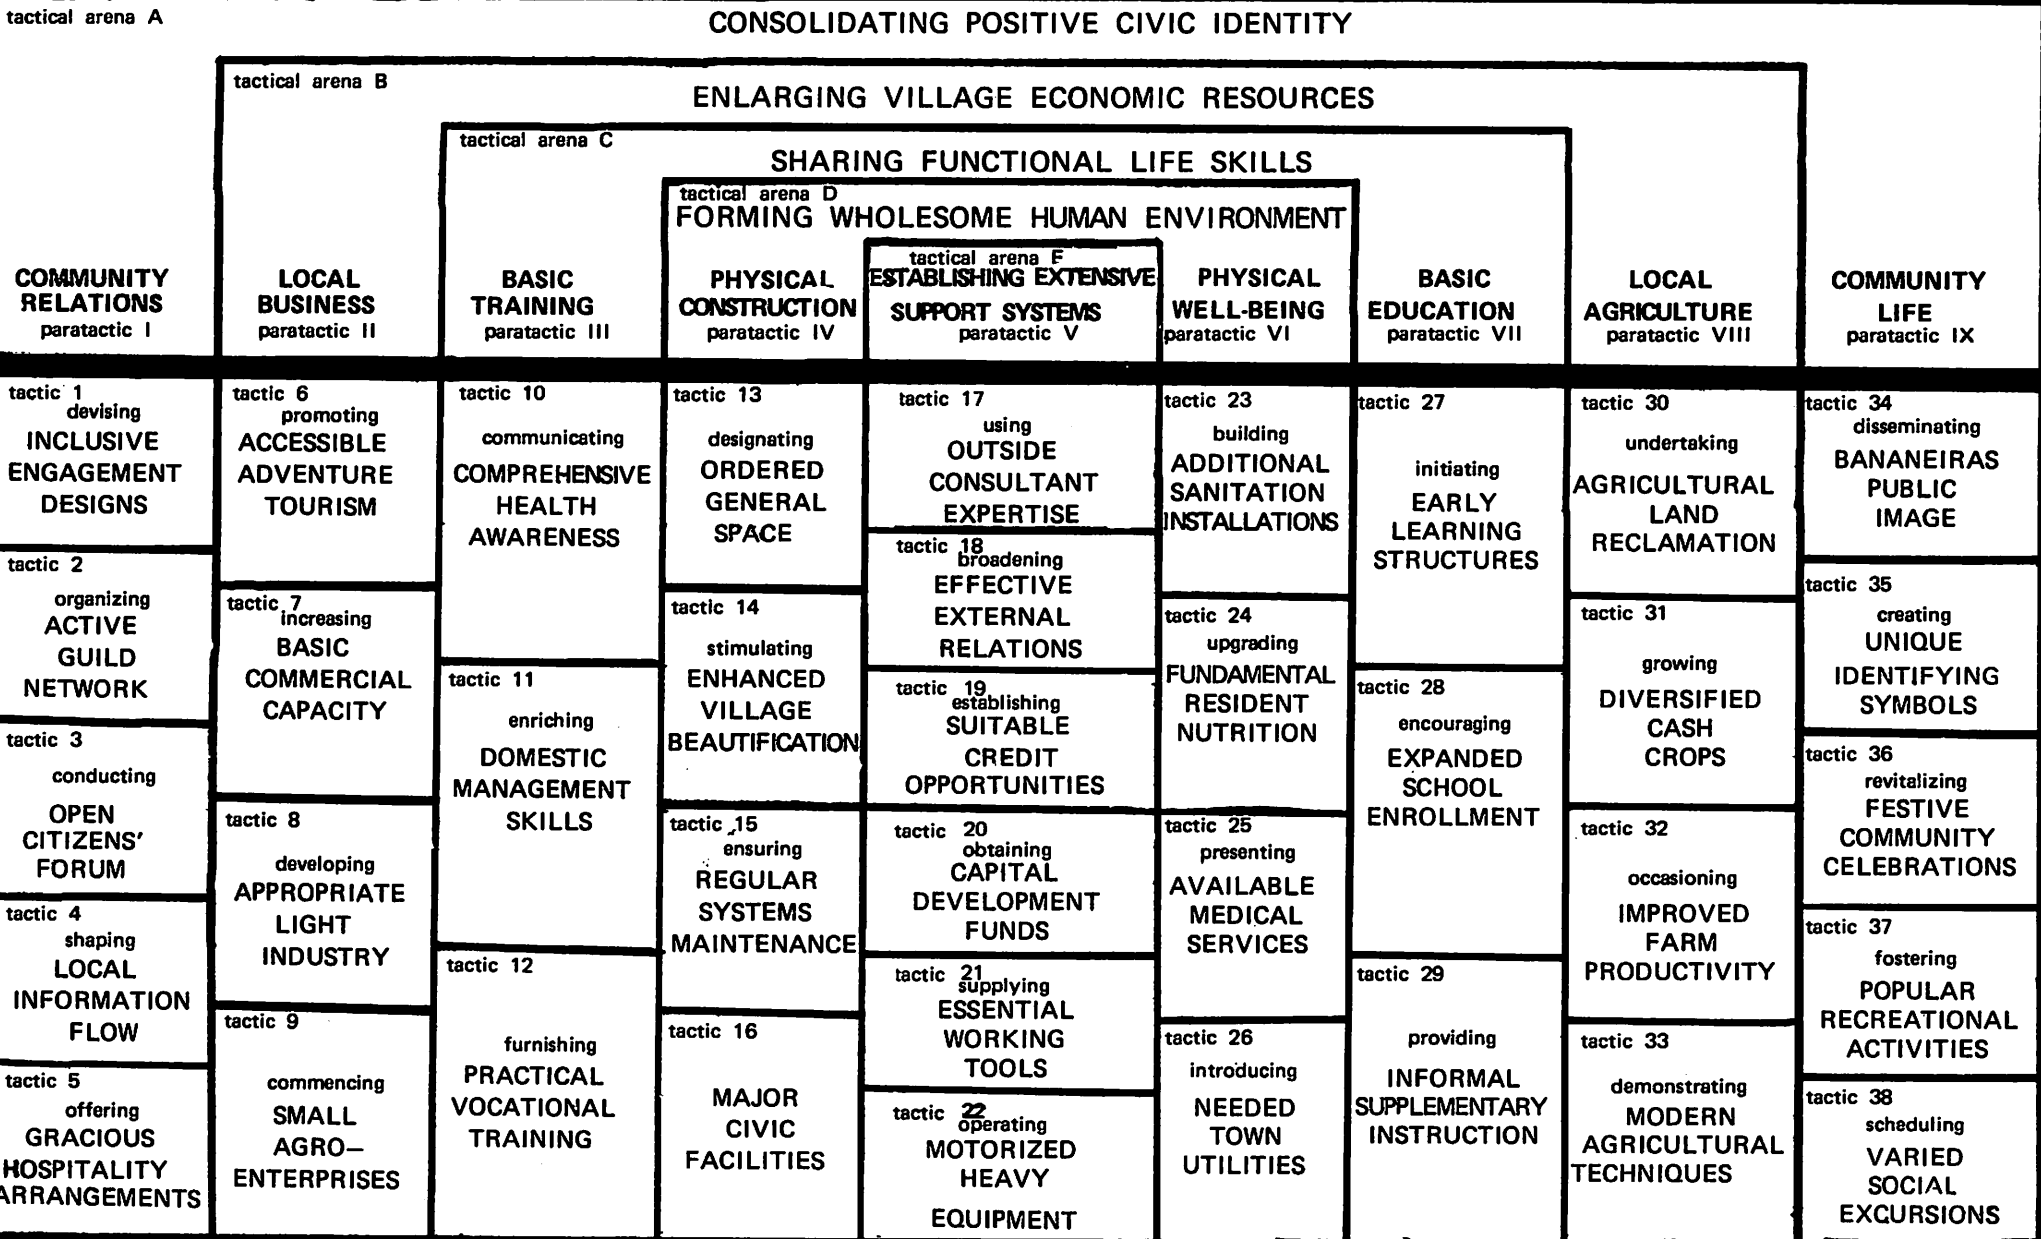 tactical arena A
CONSOLIDATING POSITIVE CIVIC IDENTITY
tactical arena B
ENLARGING VILLAGE ECONOMIC RESOURCES
tactical arena C
SHARING FUNCTIONAL LIFE SKILLS
tactical arena D
FORMING WHOLESOME HUMAN ENVIRONMENT
COMMUNITY
RELATIONS
paratactic I
LOCAL
BUSINESS
paratactic II
BASIC
TRAINING
paratactic III
PHYSICAL
CONSTRUCTION
paratactic IV
tactical arena E
ESTABLISHING EXTENSIVE
SUPPORT SYSTEMS
paratactic V
PHYSICAL
WELL-BEING
paratactic VI
BASIC
EDUCATION
paratactic VII
LOCAL
AGRICULTURE
paratactic VIII
COMMUNITY
LIFE
paratactic IX
tactic 1
devising
INCLUSIVE
ENGAGEMENT
DESIGNS
tactic 2
organizing
ACTIVE
GUILD
NETWORK
tactic 3
conducting
OPEN
CITIZENS'
FORUM
tactic 4
shaping
LOCAL
INFORMATION
FLOW
tactic 5
offering
GRACIOUS
HOSPITALITY
ARRANGEMENTS
tactic 6
promoting
ACCESSIBLE
ADVENTURE
TOURISM
tactic 7
increasing
BASIC
COMMERCIAL
CAPACITY
tactic 8
developing
APPROPRIATE
LIGHT
INDUSTRY
tactic 9
commencing
SMALL
AGRO—
ENTERPRISES
tactic 10
communicating
COMPREHENSIVE
HEALTH
AWARENESS
tactic 11
enriching
DOMESTIC
MANAGEMENT
SKILLS
tactic 12
furnishing
PRACTICAL
VOCATIONAL
TRAINING
tactic 13
designating
ORDERED
GENERAL
SPACE
tactic 14
stimulating
ENHANCED
VILLAGE
BEAUTIFICATION
tactic 15
ensuring
REGULAR
SYSTEMS
MAINTENANCE
tactic 16
MAJOR
CIVIC
FACILITIES
tactic 17
using
OUTSIDE
CONSULTANT
EXPERTISE
tactic 18
broadening
EFFECTIVE
EXTERNAL
RELATIONS
tactic 19
establishing
SUITABLE
CREDIT
OPPORTUNITIES
tactic 20
obtaining
CAPITAL
DEVELOPMENT
FUNDS
tactic 21
supplying
ESSENTIAL
WORKING
TOOLS
tactic 22
operating
MOTORIZED
HEAVY
EQUIPMENT
tactic 23
building
ADDITIONAL
SANITATION
INSTALLATIONS
tactic 24
upgrading
FUNDAMENTAL
RESIDENT
NUTRITION
tactic 25
presenting
AVAILABLE
MEDICAL
SERVICES
tactic 26
introducing
NEEDED
TOWN
UTILITIES
tactic 27
initiating
EARLY
LEARNING
STRUCTURES
tactic 28
encouraging
EXPANDED
SCHOOL
ENROLLMENT
tactic 29
providing
INFORMAL
SUPPLEMENTARY
INSTRUCTION
tactic 30
undertaking
AGRICULTURAL
LAND
RECLAMATION
tactic 31
growing
DIVERSIFIED
CASH
CROPS
tactic 32
occasioning
IMPROVED
FARM
PRODUCTIVITY
tactic 33
demonstrating
MODERN
AGRICULTURAL
TECHNIQUES
tactic 34
disseminating
BANANEIRAS
PUBLIC
IMAGE
tactic 35
creating
UNIQUE
IDENTIFYING
SYMBOLS
tactic 36
revitalizing
FESTIVE
COMMUNITY
CELEBRATIONS
tactic 37
fostering
POPULAR
RECREATIONAL
ACTIVITIES
tactic 38
scheduling
VARIED
SOCIAL
EXCURSIONS